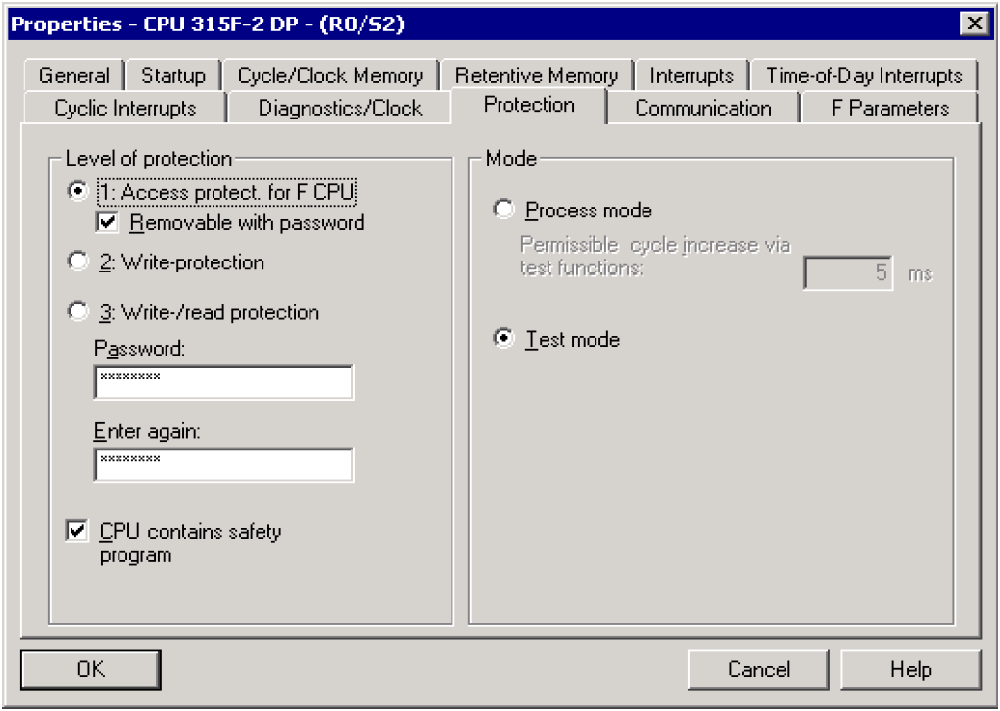 Properties - CPU 315F-2 DP - (R0/S2)
General Startup Cycle/Clock Memory Retentive Memory Interrupts Time-of-Day Interrupts
Cyclic Interrupts Diagnostics/Clock Protection Communication F Parameters
Level of protection
1: Access protect. for F CPU
Removable with password
2: Write-protection
3: Write-/read protection
Password:
********
Enter again:
********
CPU contains safety
program
Mode
Process mode
Permissible cycle increase via
test functions:
5 ms
Test mode
OK Cancel Help